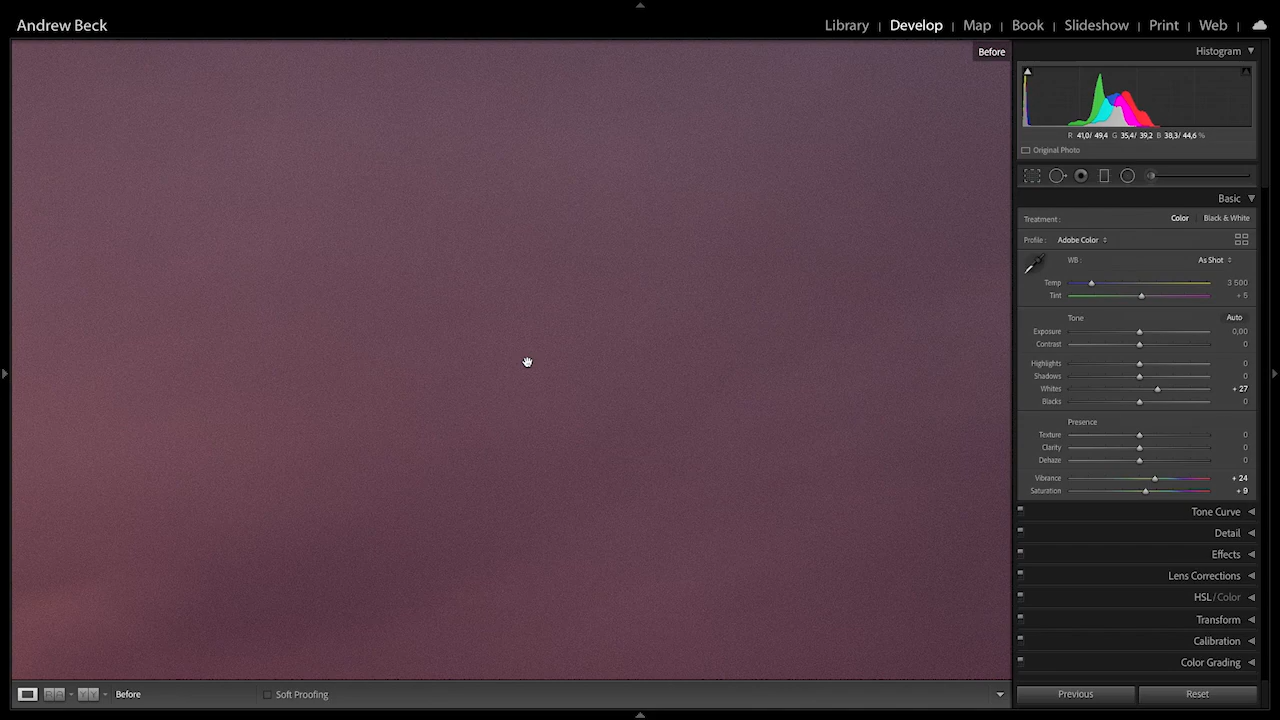 Andrew Beck
Library | Develop | Map | Book | Slideshow | Print | Web |
Before
Histogram
R 41,0/ 49,4 G 35,4/ 39,2 B 38,3/ 44,6 %
Original Photo
Basic
Treatment : Color Black & White
Profile : Adobe Color
WB : As Shot
Temp 3 500
Tint + 5
Tone Auto
Exposure 0,00
Contrast 0
Highlights 0
Shadows 0
Whites + 27
Blacks 0
Presence
Texture 0
Clarity 0
Dehaze 0
Vibrance + 24
Saturation + 9
Tone Curve
Detail
Effects
Lens Corrections
HSL / Color
Transform
Calibration
Color Grading
R A Y Y Before Soft Proofing
Previous Reset